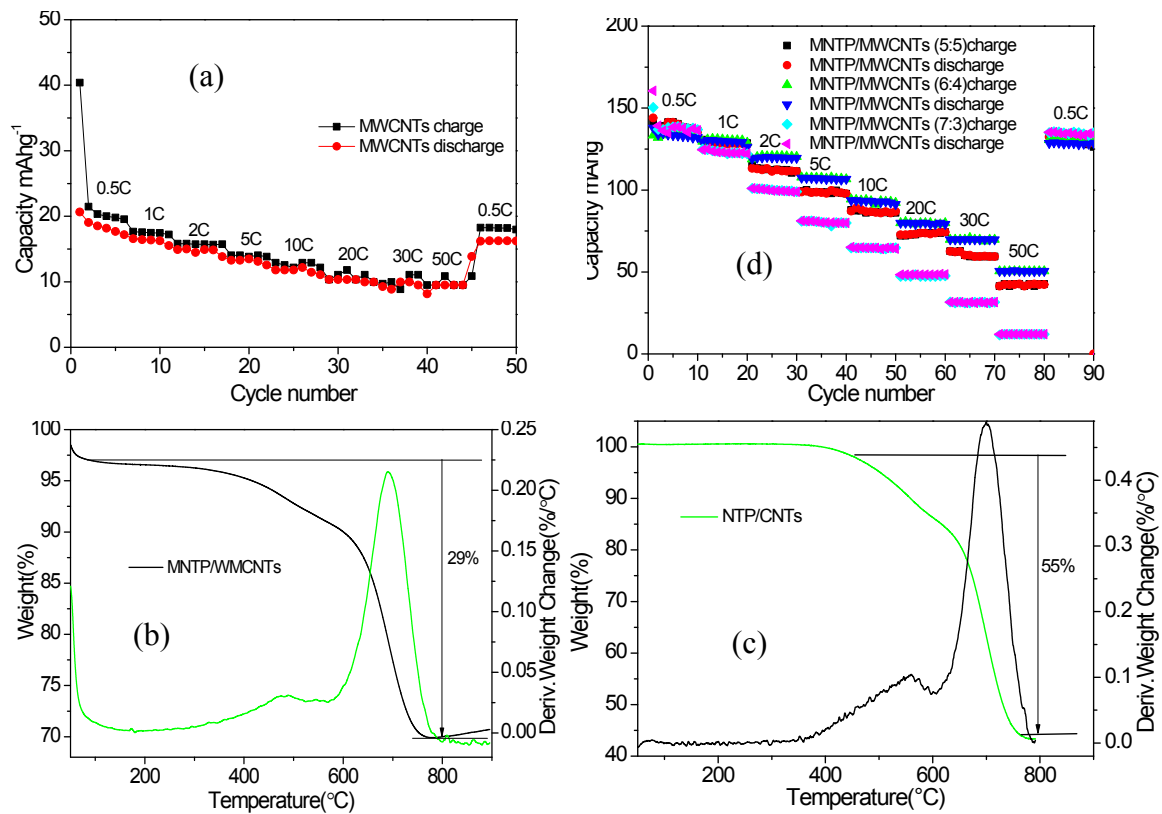 (a)
50
40
30
20
10
0
Capacity mAhg-1
0.5C
1C
2C
5C
10C
20C
30C
50C
0.5C
MWCNTs charge
MWCNTs discharge
0
10
20
30
40
50
Cycle number
(d)
200
150
100
50
0
Capacity mAhg
MNTP/MWCNTs (5:5)charge
MNTP/MWCNTs discharge
MNTP/MWCNTs (6:4)charge
MNTP/MWCNTs discharge
MNTP/MWCNTs (7:3)charge
MNTP/MWCNTs discharge
0.5C
1C
2C
5C
10C
20C
30C
50C
0.5C
0
10
20
30
40
50
60
70
80
90
Cycle number
100
95
90
85
80
75
70
Weight(%)
MNTP/WMCNTs
29%
(b)
0.25
0.20
0.15
0.10
0.05
0.00
Deriv.Weight Change(%/°C)
200
400
600
800
Temperature(°C)
100
90
80
70
60
50
40
Weight(%)
NTP/CNTs
55%
(c)
0.4
0.3
0.2
0.1
0.0
Deriv.Weight Change(%/°C)
200
400
600
800
Temperature(°C)